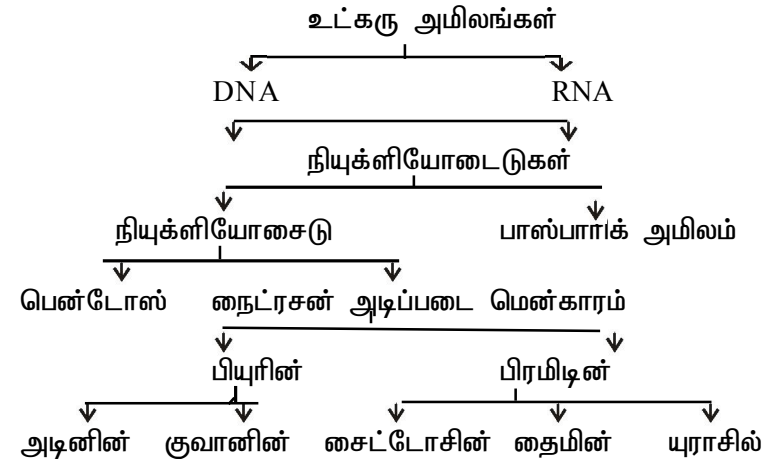 உட்கரு அமிலங்கள்
DNA RNA
நியுக்ளியோடைடுகள்
நியுக்ளியோசைடு பாஸ்பாரிக் அமிலம்
பென்டோஸ் நைட்ரசன் அடிப்படை மென்காரம்
பியுரின் பிரமிடின்
அடினின் குவானின் சைட்டோசின் தைமின் யுராசில்